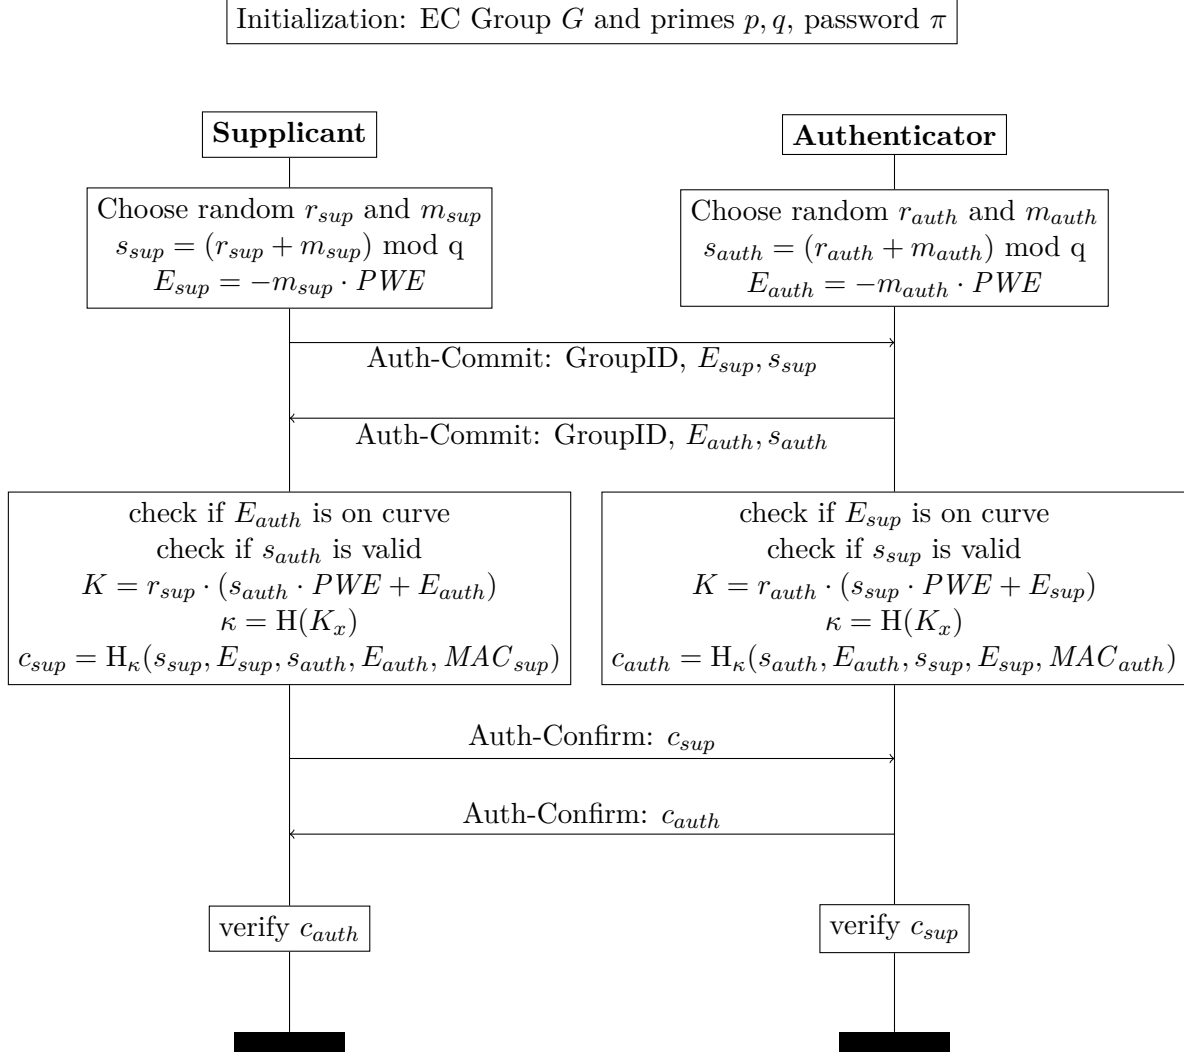 Initialization: EC Group G and primes p, q, password π
Supplicant
Authenticator
Choose random r_sup and m_sup
s_sup = (r_sup + m_sup) mod q
E_sup = −m_sup · PWE
Choose random r_auth and m_auth
s_auth = (r_auth + m_auth) mod q
E_auth = −m_auth · PWE
Auth-Commit: GroupID, E_sup, s_sup
Auth-Commit: GroupID, E_auth, s_auth
check if E_auth is on curve
check if s_auth is valid
K = r_sup · (s_auth · PWE + E_auth)
κ = H(K_x)
c_sup = H_κ(s_sup, E_sup, s_auth, E_auth, MAC_sup)
check if E_sup is on curve
check if s_sup is valid
K = r_auth · (s_sup · PWE + E_sup)
κ = H(K_x)
c_auth = H_κ(s_auth, E_auth, s_sup, E_sup, MAC_auth)
Auth-Confirm: c_sup
Auth-Confirm: c_auth
verify c_auth
verify c_sup